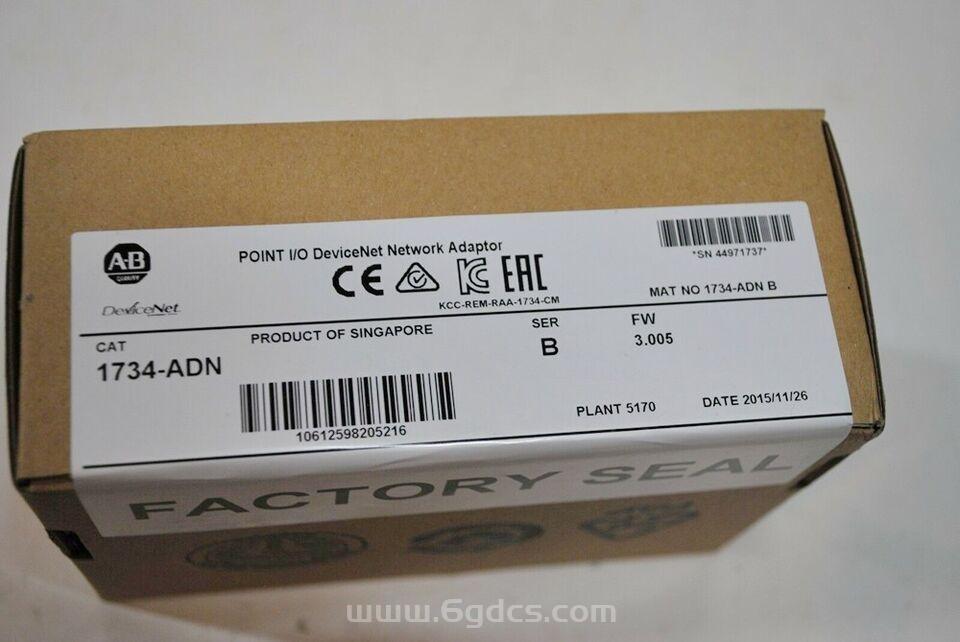 A-B
QUALITY
POINT I/O DeviceNet Network Adaptor
*SN 44971737*
DeviceNet
CE
EAC
KCC-REM-RAA-1734-CM
MAT NO 1734-ADN B
CAT
1734-ADN
PRODUCT OF SINGAPORE
SER
B
FW
3.005
10612598205216
PLANT 5170
DATE 2015/11/26
FACTORY SEAL
www.6gdcs.com